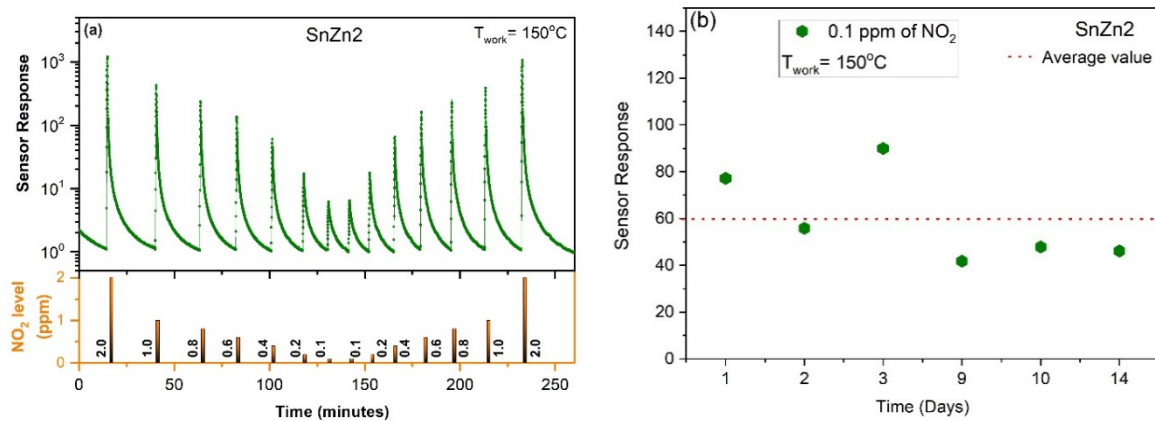 (a)
SnZn2
T_work= 150°C
Sensor Response
10³
10²
10¹
10⁰
NO₂ level
(ppm)
2
1
0
2.0
1.0
0.8
0.6
0.4
0.2
0.1
0.1
0.2
0.4
0.6
0.8
1.0
2.0
0 50 100 150 200 250
Time (minutes)
(b)
0.1 ppm of NO₂
T_work= 150°C
SnZn2
Average value
Sensor Response
140
120
100
80
60
40
20
0
1 2 3 9 10 14
Time (Days)